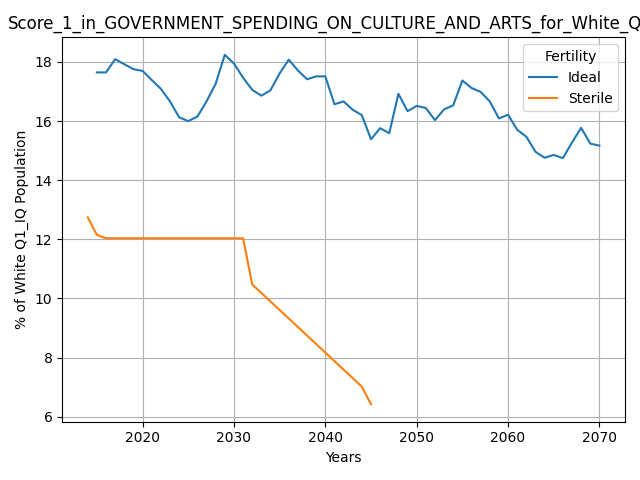 Score_1_in_GOVERNMENT_SPENDING_ON_CULTURE_AND_ARTS_for_White_Q
Fertility
Ideal
Sterile
% of White Q1_IQ Population
18
16
14
12
10
8
6
2020 2030 2040 2050 2060 2070
Years